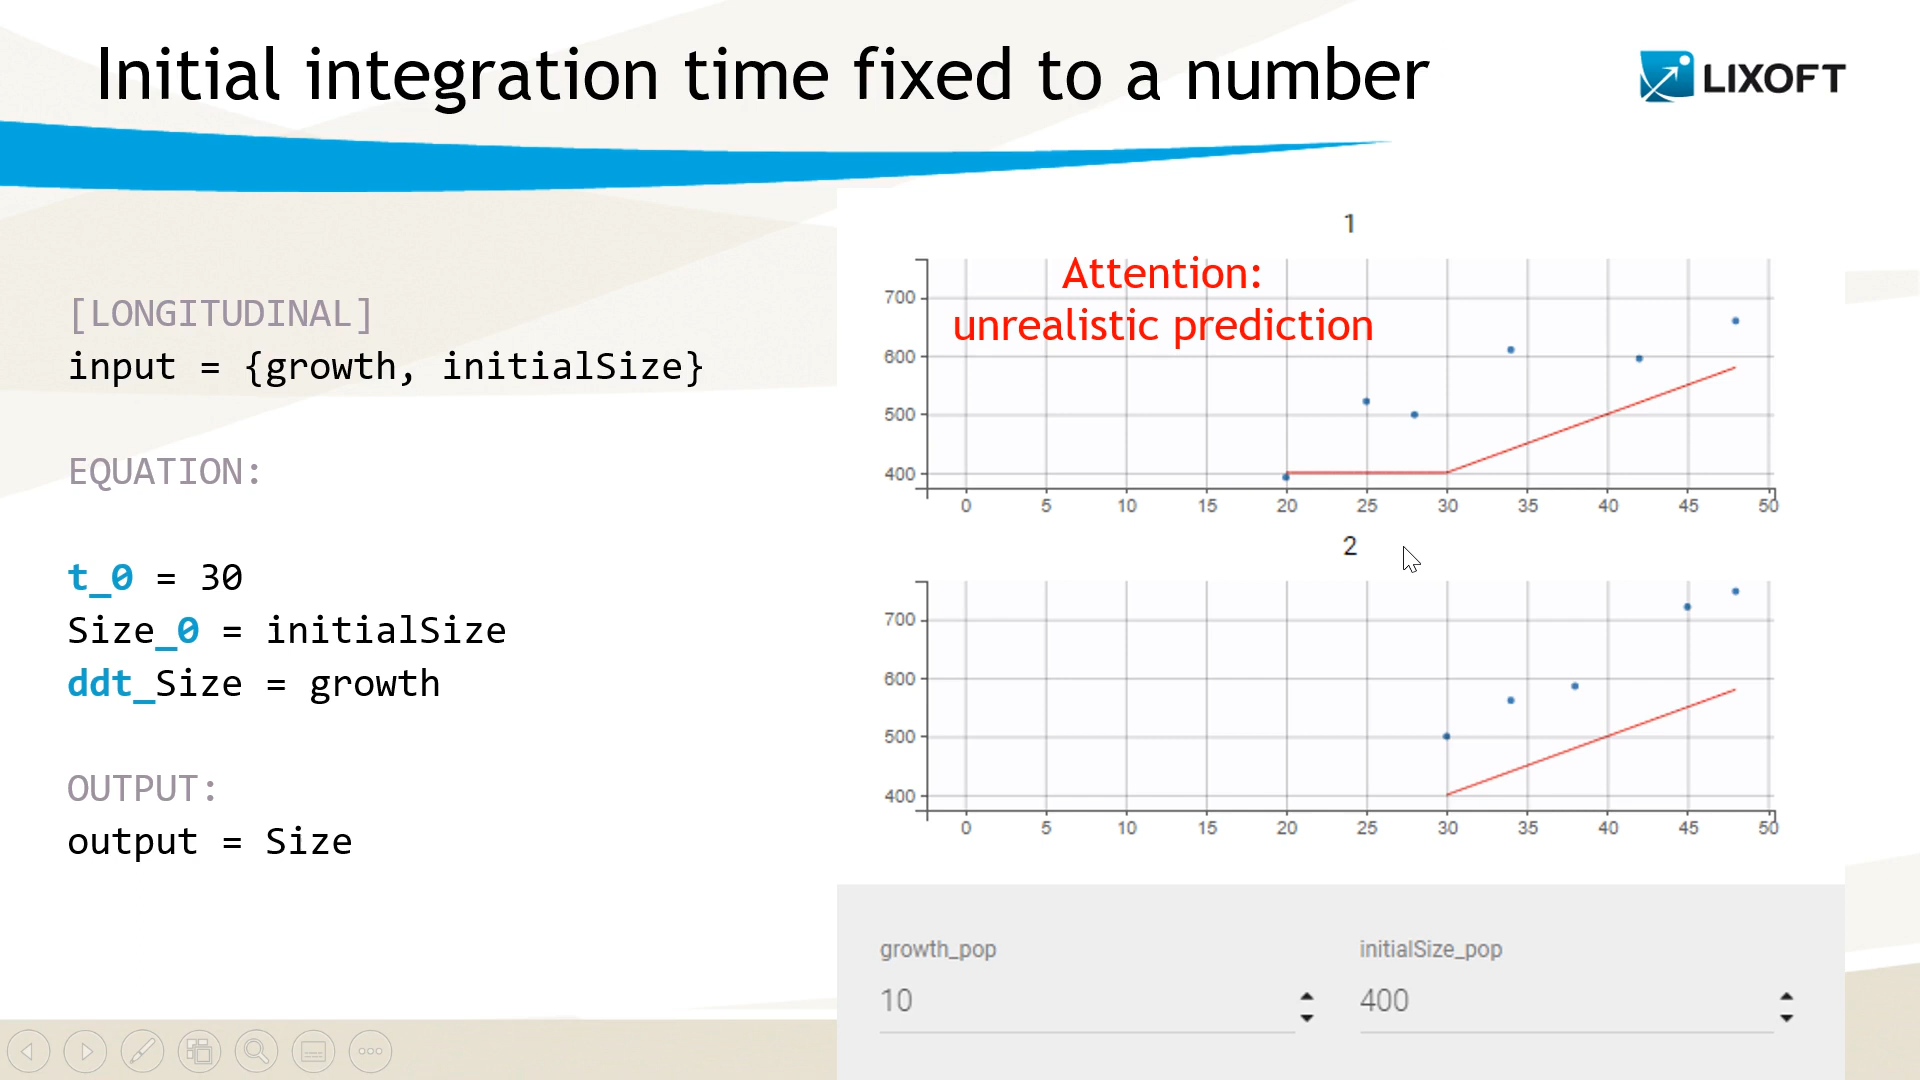 Initial integration time fixed to a number
LIXOFT
[LONGITUDINAL]
input = {growth, initialSize}
EQUATION:
t_0 = 30
Size_0 = initialSize
ddt_Size = growth
OUTPUT:
output = Size
1
Attention:
unrealistic prediction
700
600
500
400
0 5 10 15 20 25 30 35 40 45 50
2
700
600
500
400
0 5 10 15 20 25 30 35 40 45 50
growth_pop initialSize_pop
10 400